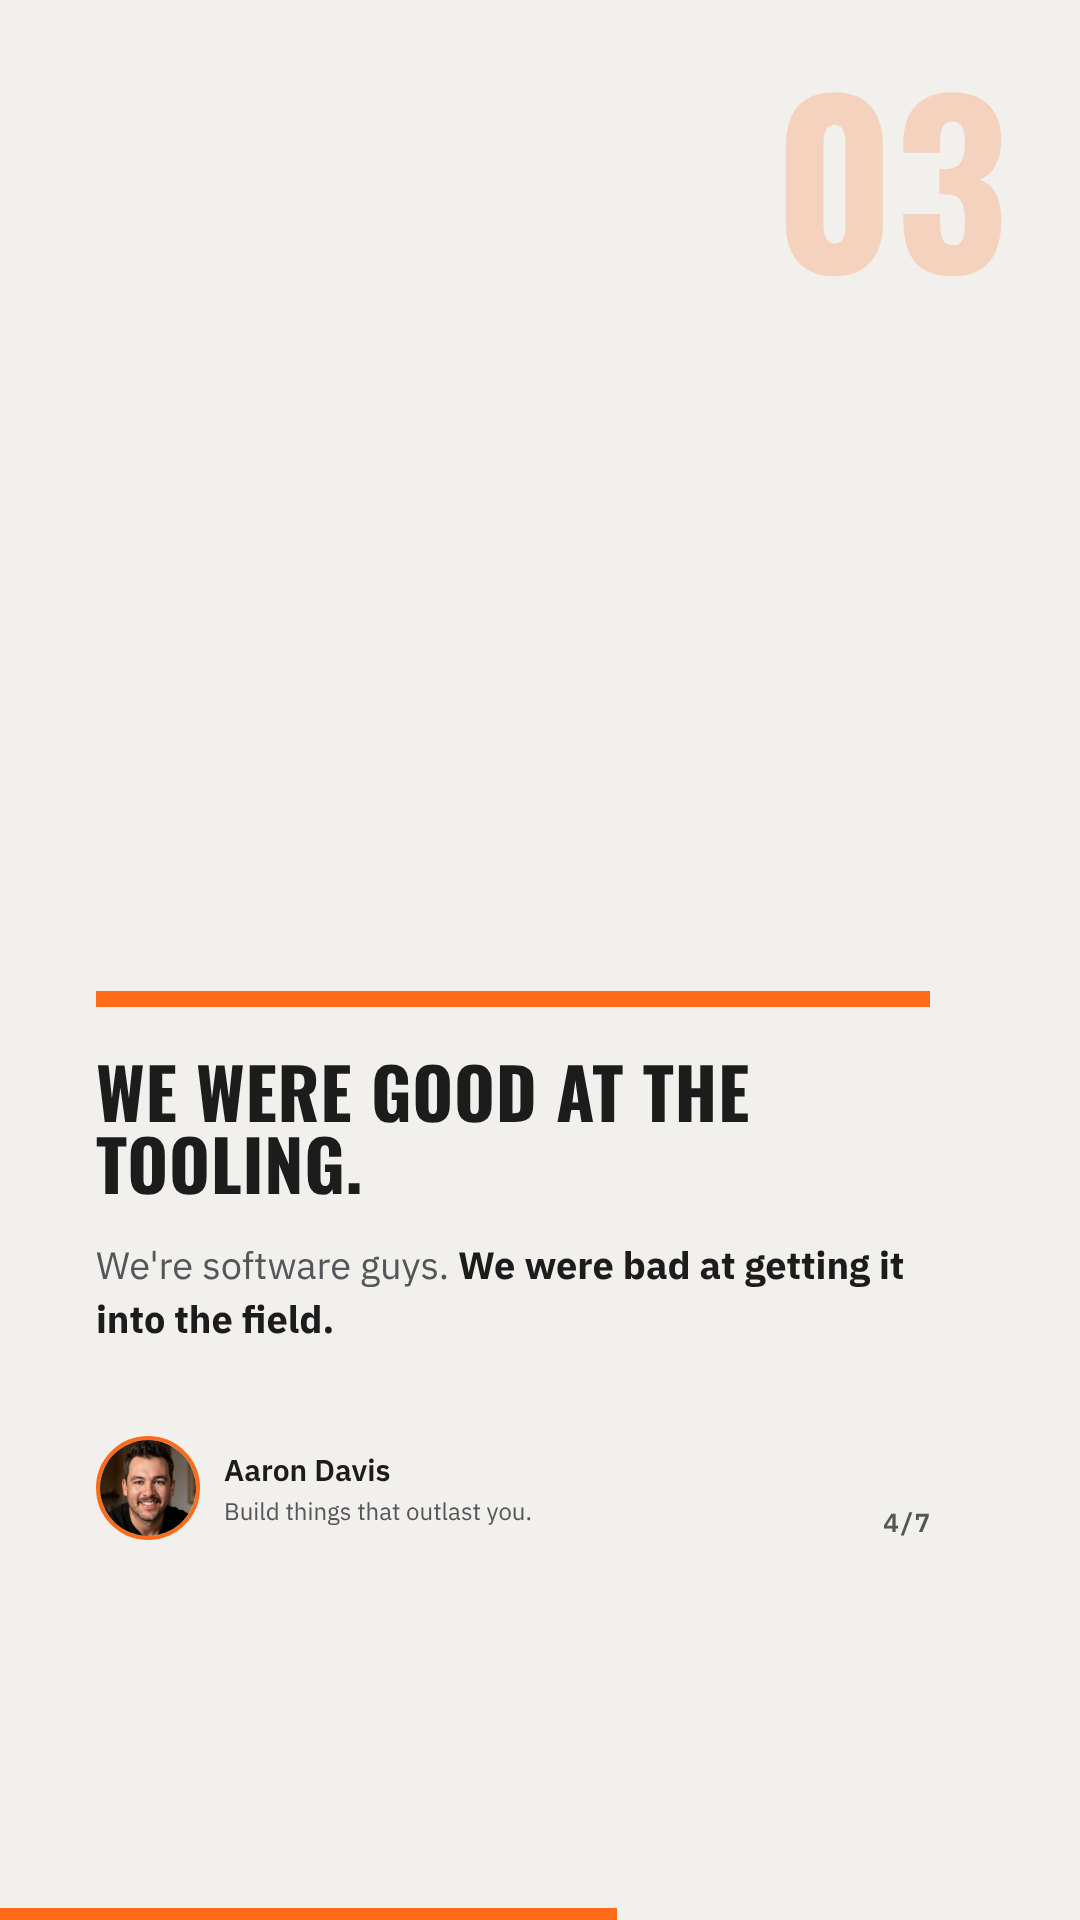 03
WE WERE GOOD AT THE
TOOLING.
We're software guys. We were bad at getting it
into the field.
Aaron Davis
Build things that outlast you.
4/7